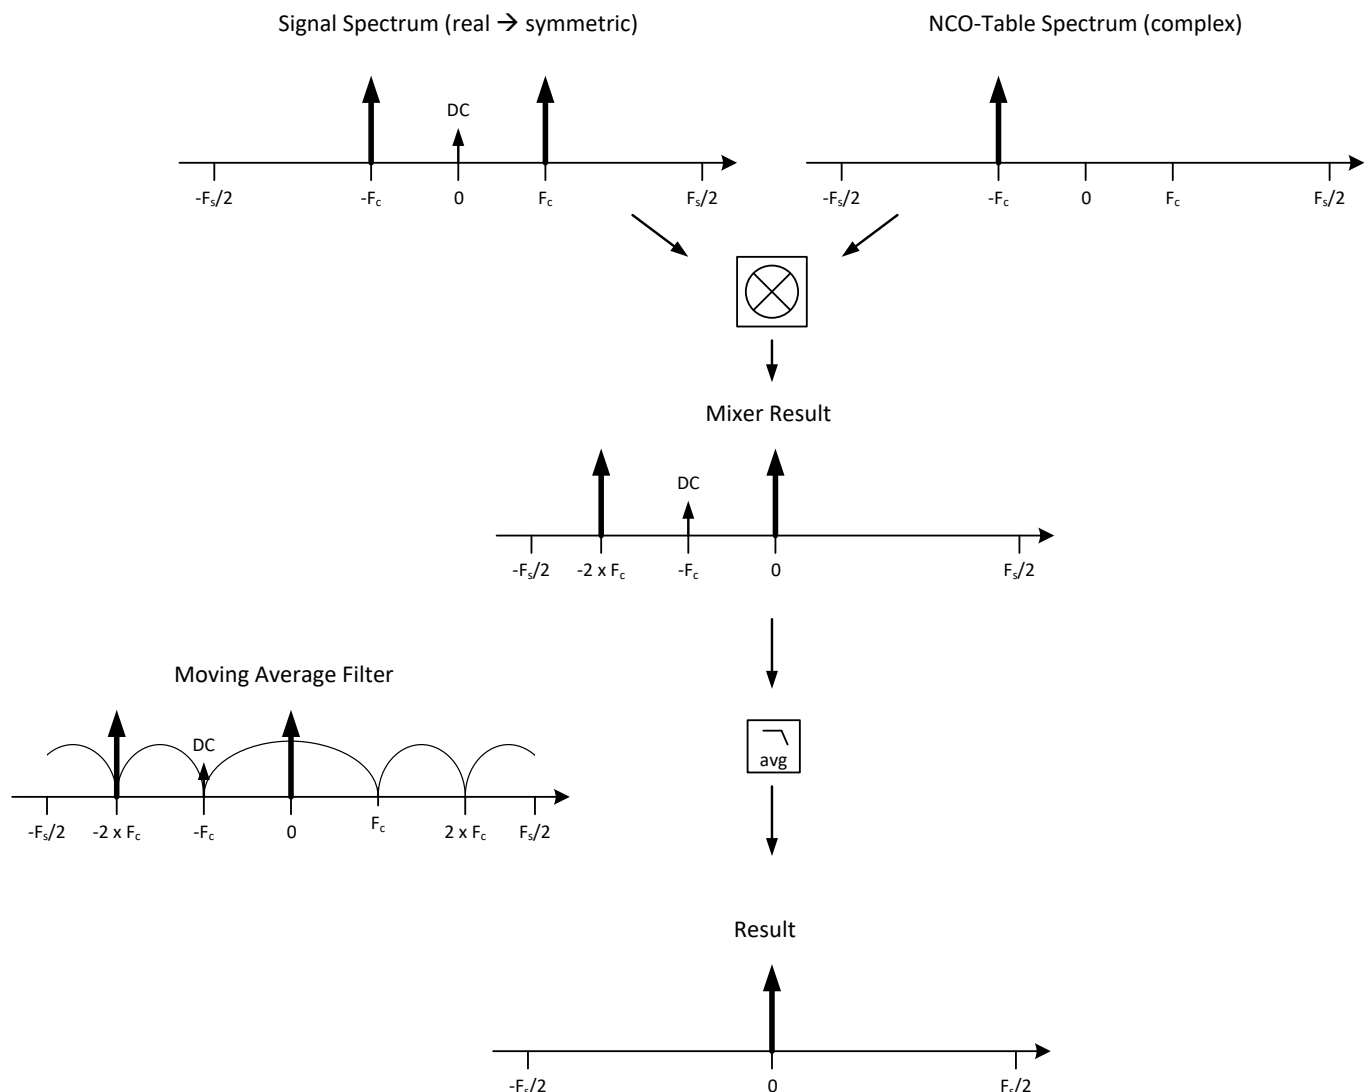 Signal Spectrum (real → symmetric)
NCO-Table Spectrum (complex)
DC
-Fs/2 -Fc 0 Fc Fs/2
-Fs/2 -Fc 0 Fc Fs/2
Mixer Result
DC
-Fs/2 -2 x Fc -Fc 0 Fs/2
Moving Average Filter
DC
-Fs/2 -2 x Fc -Fc 0 Fc 2 x Fc Fs/2
avg
Result
-Fs/2 0 Fs/2